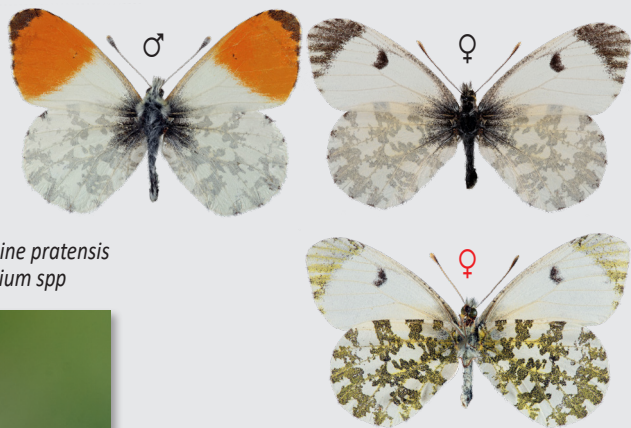 ♂
♀
ine pratensis
ium spp
♀